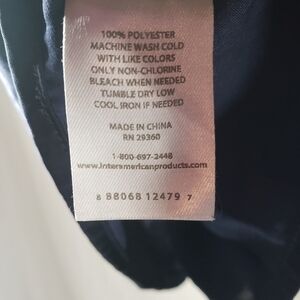 100% POLYESTER
MACHINE WASH COLD
WITH LIKE COLORS
ONLY NON-CHLORINE
BLEACH WHEN NEEDED
TUMBLE DRY LOW
COOL IRON IF NEEDED
MADE IN CHINA
RN 29360
1-800-697-2448
www.interamericanproducts.com
8 88068 12479 7